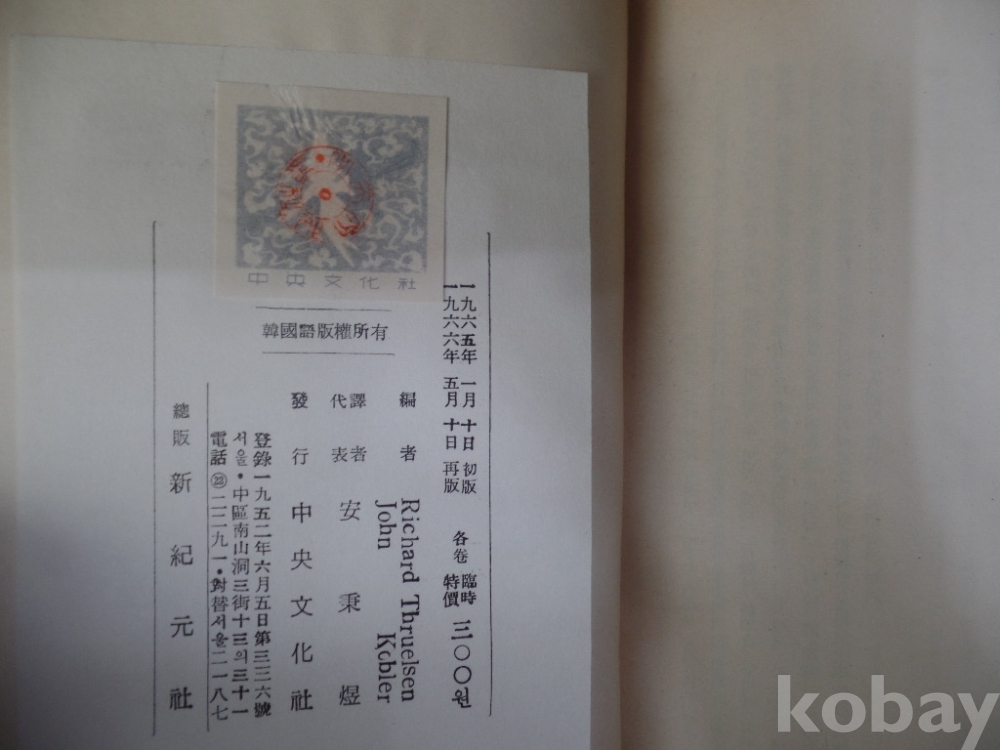 中央文化社
韓國語版權所有
一九六五年 一月 十日 初版
一九六六年 五月 十日 再版
各卷 臨時特價 三〇〇원
編者 Richard Thruelsen
John Kobler
譯者代表 安秉煜
發行 中央文化社
登錄一九五二年六月五日第三三六號
서울・中區南山洞三街十三의三十一
電話㉒二二九一・對替서울二一八七
總販 新紀元社
kobay